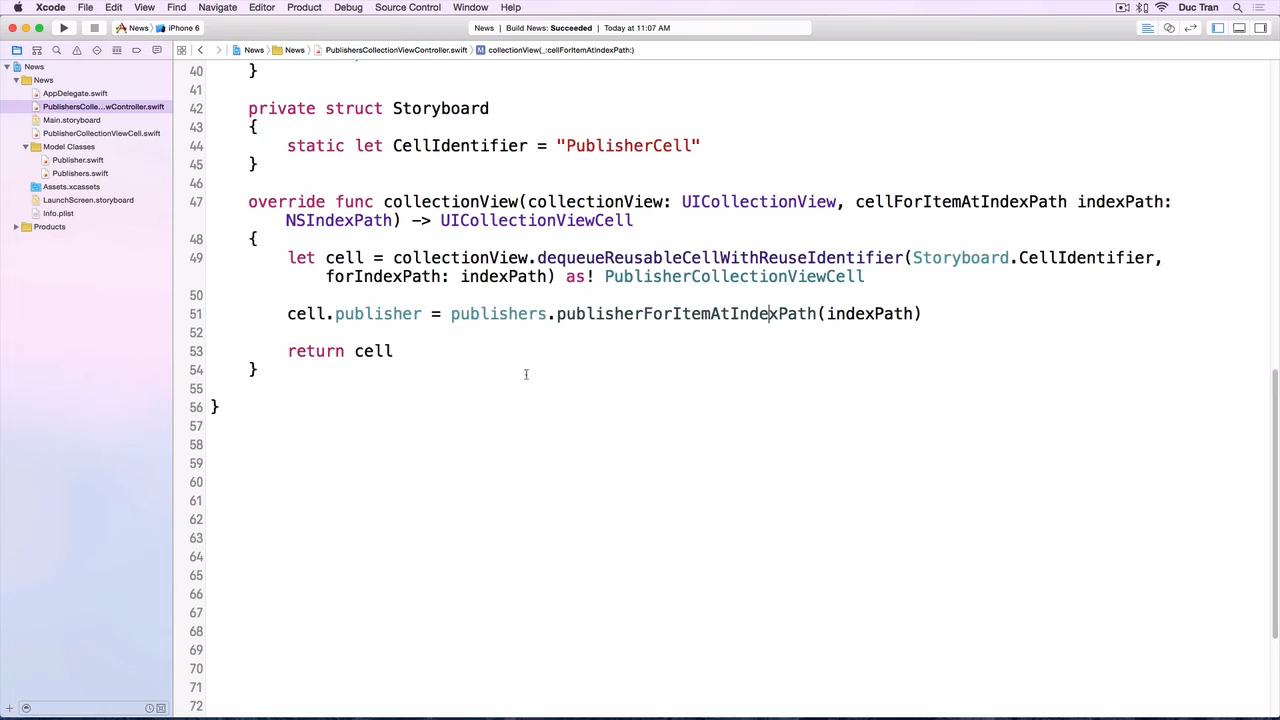 Xcode File Edit View Find Navigate Editor Product Debug Source Control Window Help Duc Tran
News iPhone 6 News | Build News: Succeeded | Today at 11:07 AM
News News PublishersCollectionViewController.swift M collectionView(_:cellForItemAtIndexPath:)
News
News
AppDelegate.swift
PublishersColle...wController.swift
Main.storyboard
PublisherCollectionViewCell.swift
Model Classes
Publisher.swift
Publishers.swift
Assets.xcassets
LaunchScreen.storyboard
Info.plist
Products
40 }
41
42 private struct Storyboard
43 {
44 static let CellIdentifier = "PublisherCell"
45 }
46
47 override func collectionView(collectionView: UICollectionView, cellForItemAtIndexPath indexPath:
NSIndexPath) -> UICollectionViewCell
48 {
49 let cell = collectionView.dequeueReusableCellWithReuseIdentifier(Storyboard.CellIdentifier,
forIndexPath: indexPath) as! PublisherCollectionViewCell
50
51 cell.publisher = publishers.publisherForItemAtIndexPath(indexPath)
52
53 return cell
54 }
55
56 }
57
58
59
60
61
62
63
64
65
66
67
68
69
70
71
72